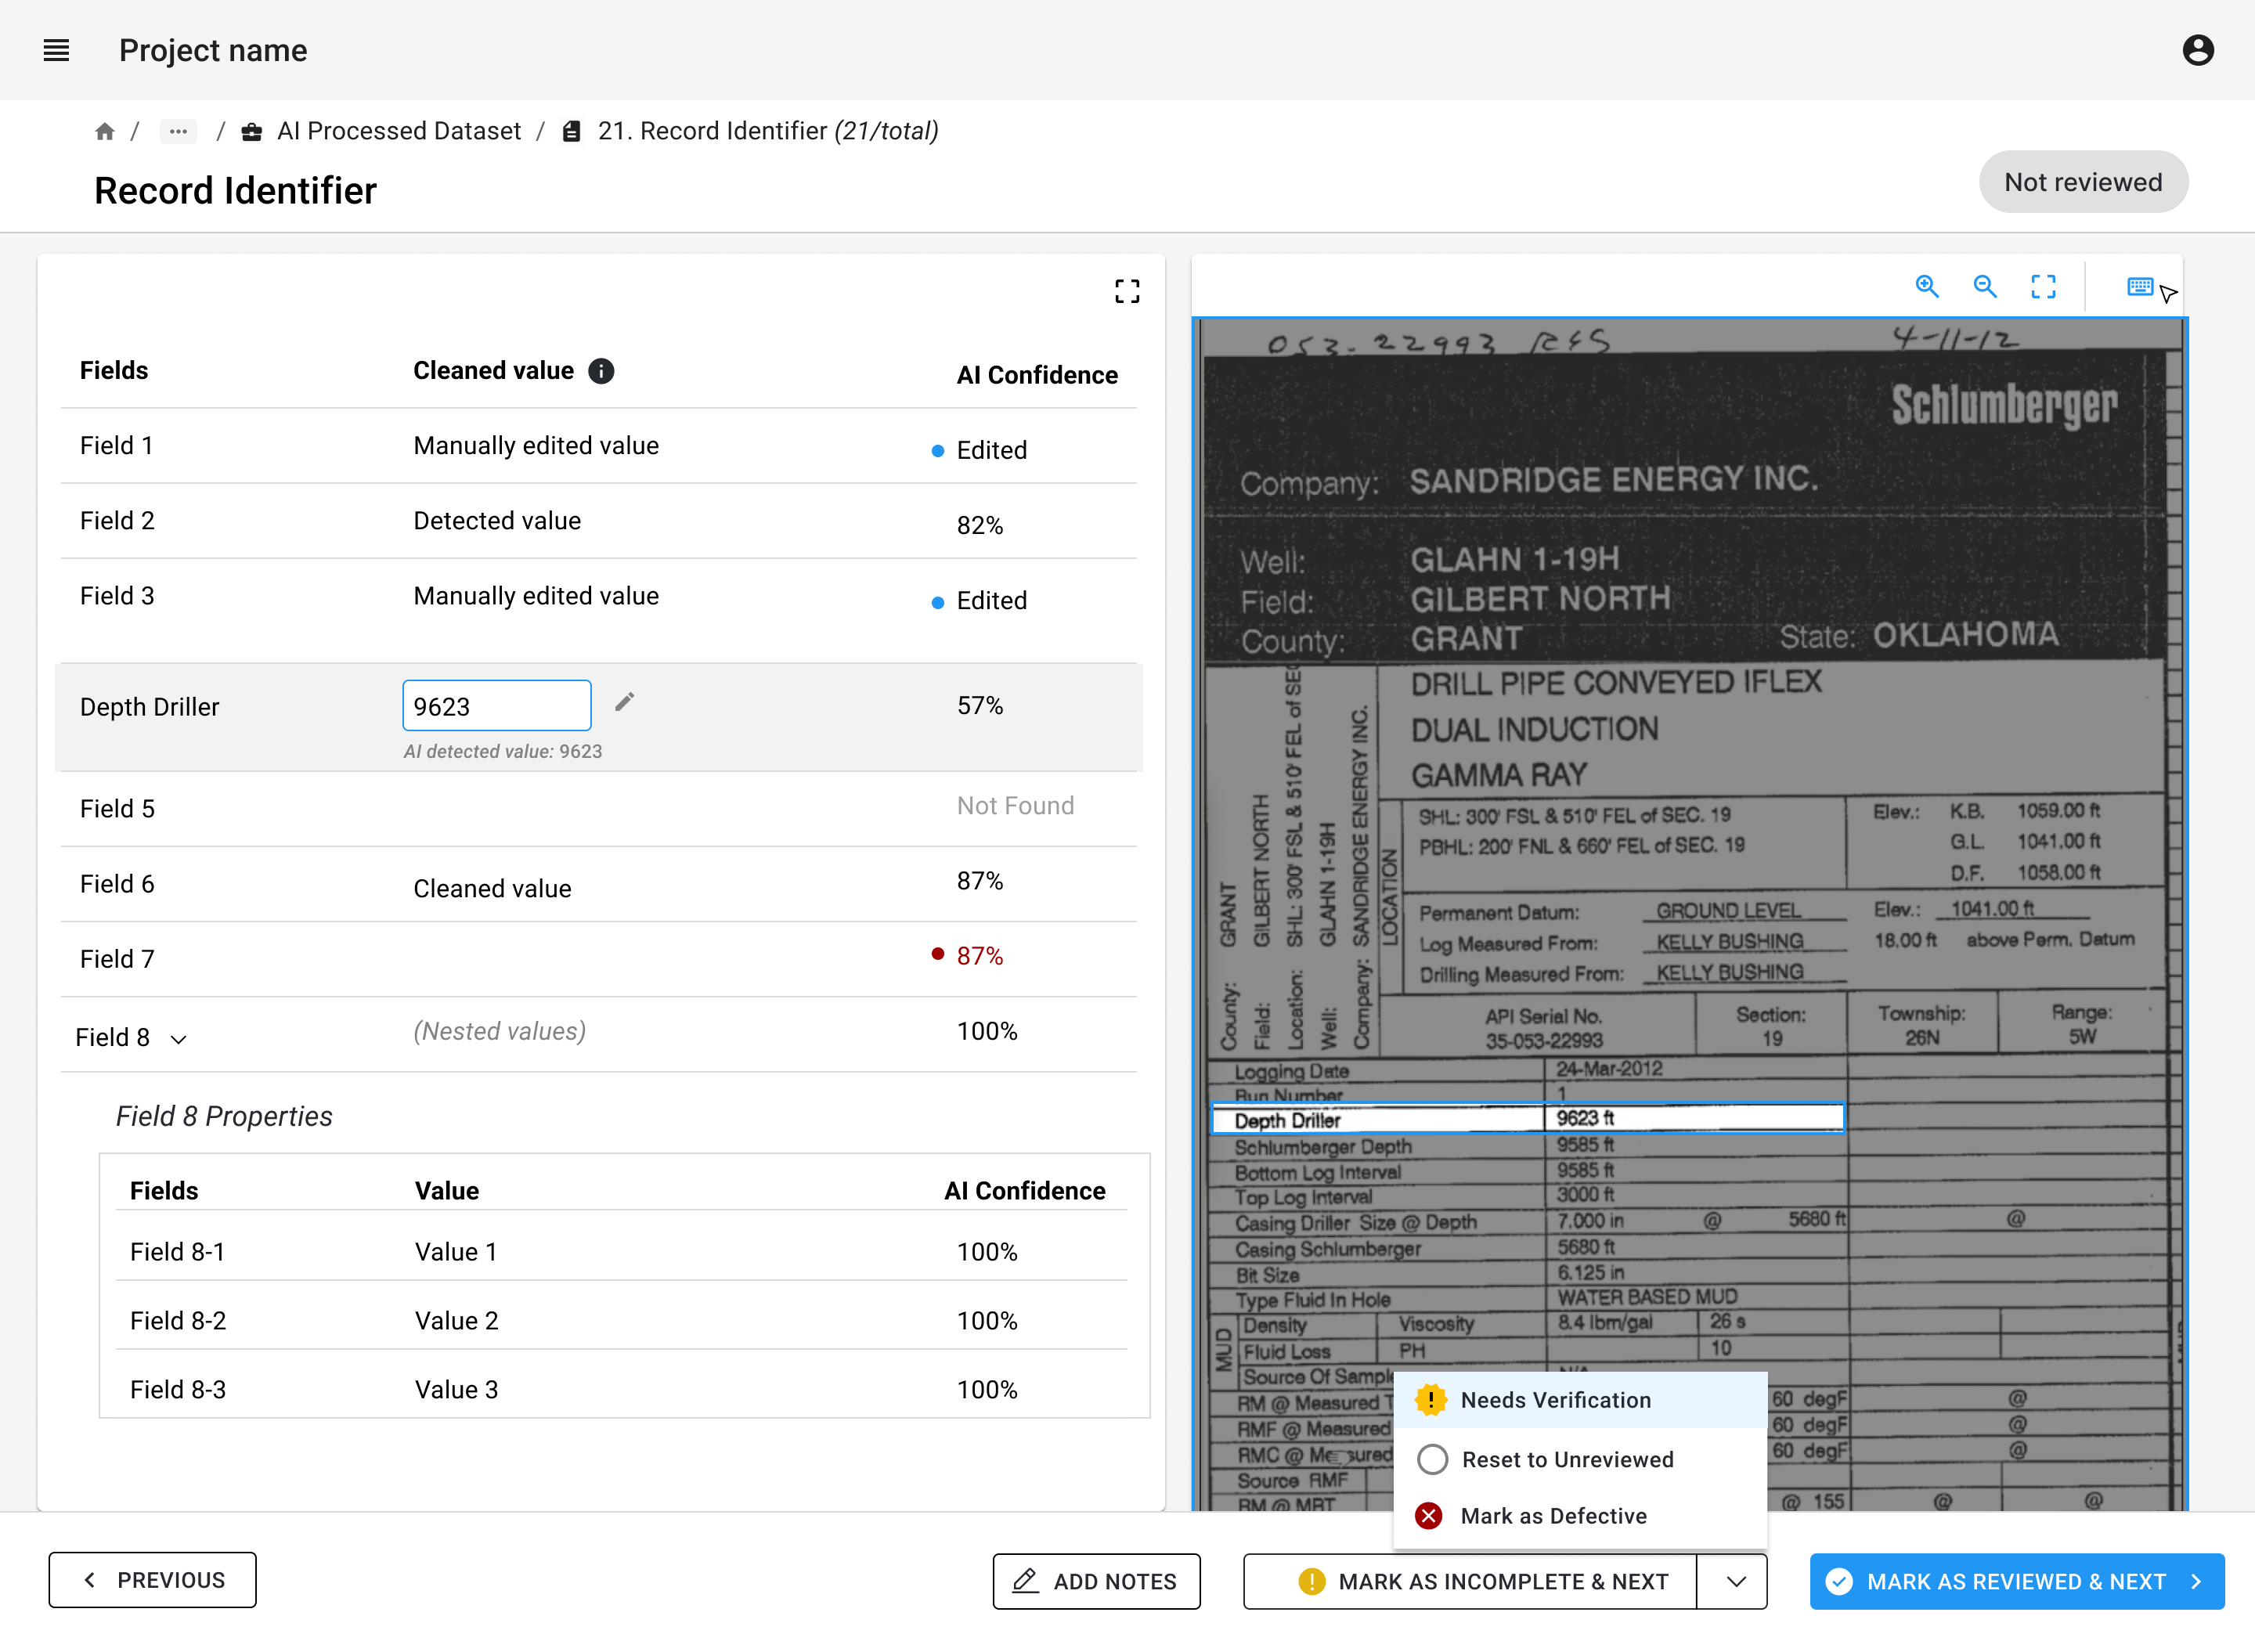 Project name
/ ... / AI Processed Dataset / 21. Record Identifier (21/total)
Record Identifier
Not reviewed
Fields Cleaned value AI Confidence
Field 1 Manually edited value Edited
Field 2 Detected value 82%
Field 3 Manually edited value Edited
Depth Driller 9623 57%
AI detected value: 9623
Field 5 Not Found
Field 6 Cleaned value 87%
Field 7 87%
Field 8 (Nested values) 100%
Field 8 Properties
Fields Value AI Confidence
Field 8-1 Value 1 100%
Field 8-2 Value 2 100%
Field 8-3 Value 3 100%
053-22993 4-11-12
Schlumberger
Company: SANDRIDGE ENERGY INC.
Well: GLAHN 1-19H
Field: GILBERT NORTH
County: GRANT State: OKLAHOMA
County: GRANT
Field: GILBERT NORTH
Location: SHL: 300' FSL & 510' FEL of SEC
Well: GLAHN 1-19H
Company: SANDRIDGE ENERGY INC.
DRILL PIPE CONVEYED IFLEX
DUAL INDUCTION
GAMMA RAY
LOCATION
SHL: 300' FSL & 510' FEL of SEC. 19
PBHL: 200' FNL & 660' FEL of SEC. 19
Elev.: K.B. 1059.00 ft
G.L. 1041.00 ft
D.F. 1058.00 ft
Permanent Datum: GROUND LEVEL Elev.: 1041.00 ft
Log Measured From: KELLY BUSHING 18.00 ft above Perm. Datum
Drilling Measured From: KELLY BUSHING
API Serial No. Section: Township: Range:
35-053-22993 19 26N 5W
Logging Date 24-Mar-2012
Run Number 1
Depth Driller 9623 ft
Schlumberger Depth 9585 ft
Bottom Log Interval 9585 ft
Top Log Interval 3000 ft
Casing Driller Size @ Depth 7.000 in @ 5680 ft @
Casing Schlumberger 5680 ft
Bit Size 6.125 in
Type Fluid In Hole WATER BASED MUD
MUD
Density Viscosity 8.4 lbm/gal 26 s
Fluid Loss PH 10
Source Of Sample N/A
RM @ Measured T 60 degF @
RMF @ Measured 60 degF @
RMC @ Measured 60 degF @
Source RMF
RM @ MRT @ 155 @ @
Needs Verification
Reset to Unreviewed
Mark as Defective
PREVIOUS
ADD NOTES
MARK AS INCOMPLETE & NEXT
MARK AS REVIEWED & NEXT